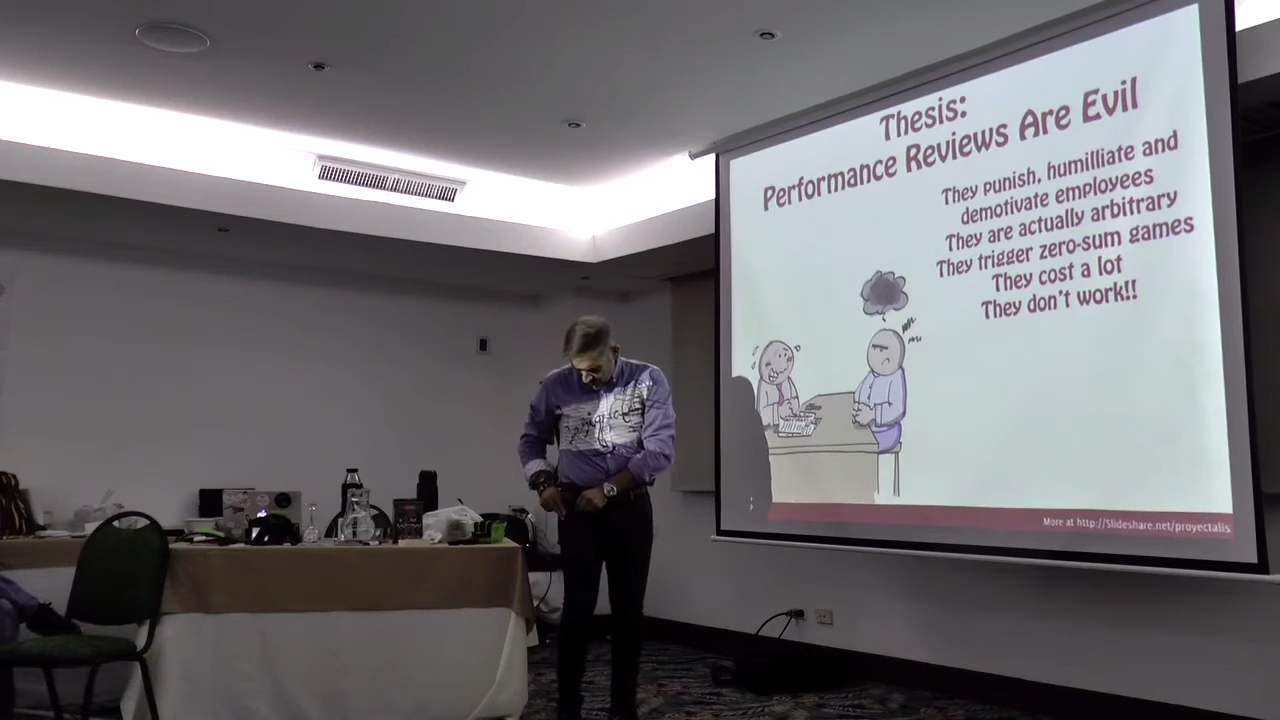 Thesis:
Performance Reviews Are Evil
They punish, humilliate and
demotivate employees
They are actually arbitrary
They trigger zero-sum games
They cost a lot
They don't work!!
More at http://Slideshare.net/proyectalis